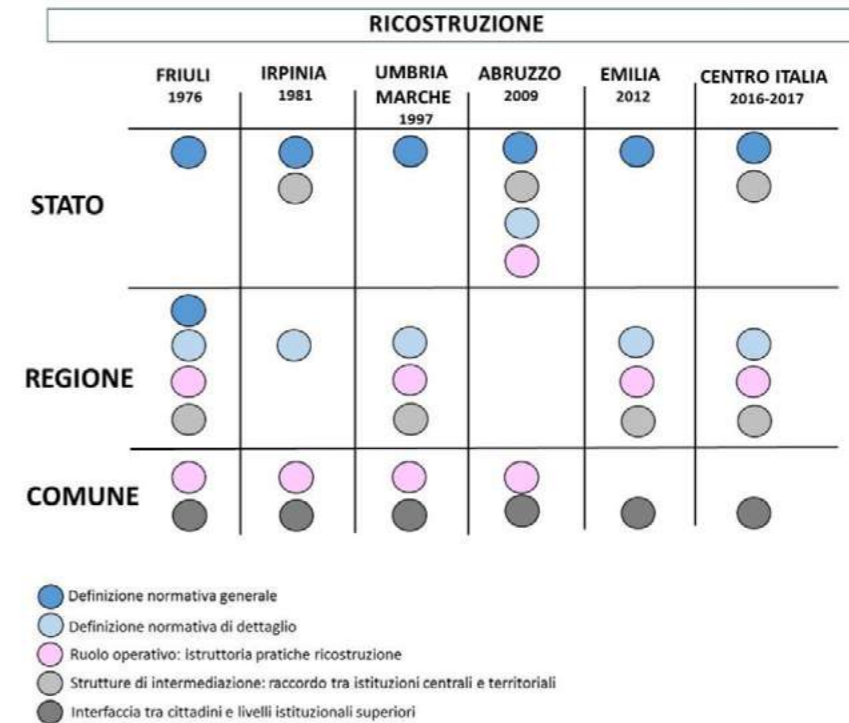 RICOSTRUZIONE
FRIULI
1976
IRPINIA
1981
UMBRIA
MARCHE
1997
ABRUZZO
2009
EMILIA
2012
CENTRO ITALIA
2016-2017
STATO
REGIONE
COMUNE
Definizione normativa generale
Definizione normativa di dettaglio
Ruolo operativo: istruttoria pratiche ricostruzione
Strutture di intermediazione: raccordo tra istituzioni centrali e territoriali
Interfaccia tra cittadini e livelli istituzionali superiori